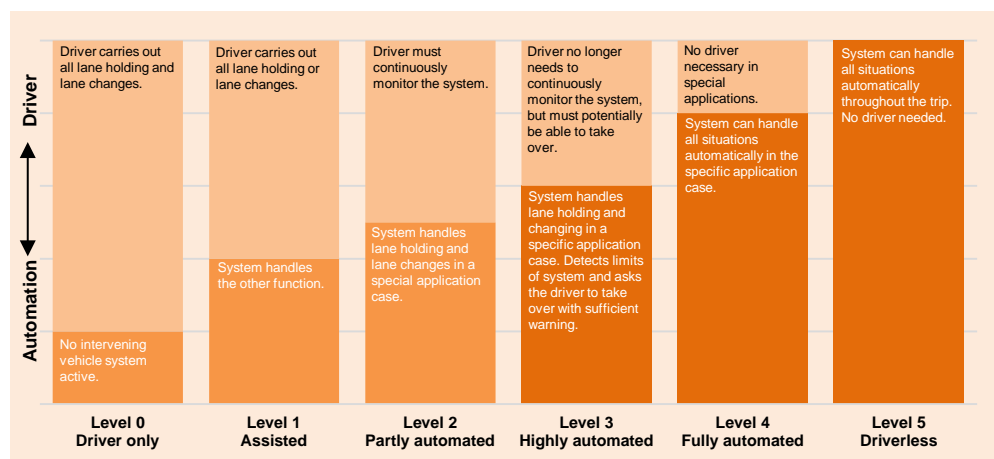 Driver
Automation
Driver carries out
all lane holding and
lane changes.
No intervening
vehicle system
active.
Level 0
Driver only
Driver carries out
all lane holding or
lane changes.
System handles
the other function.
Level 1
Assisted
Driver must
continuously
monitor the system.
System handles
lane holding and
lane changes in a
special application
case.
Level 2
Partly automated
Driver no longer
needs to
continuously
monitor the system,
but must potentially
be able to take
over.
System handles
lane holding and
changing in a
specific application
case. Detects limits
of system and asks
the driver to take
over with sufficient
warning.
Level 3
Highly automated
No driver
necessary in
special
applications.
System can handle
all situations
automatically in the
specific application
case.
Level 4
Fully automated
System can handle
all situations
automatically
throughout the trip.
No driver needed.
Level 5
Driverless